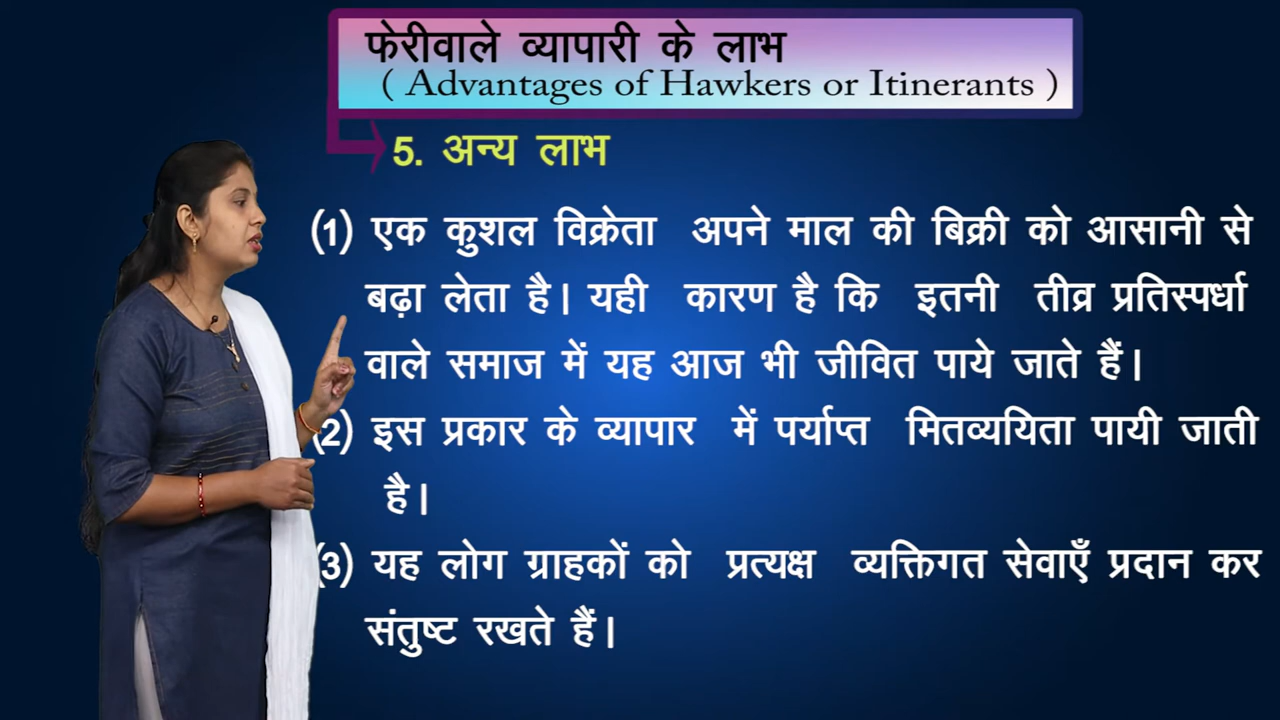 फेरीवाले व्यापारी के लाभ
( Advantages of Hawkers or Itinerants )
5. अन्य लाभ
(1) एक कुशल विक्रेता अपने माल की बिक्री को आसानी से
बढ़ा लेता है। यही कारण है कि इतनी तीव्र प्रतिस्पर्धा
वाले समाज में यह आज भी जीवित पाये जाते हैं।
(2) इस प्रकार के व्यापार में पर्याप्त मितव्ययिता पायी जाती
है।
(3) यह लोग ग्राहकों को प्रत्यक्ष व्यक्तिगत सेवाएँ प्रदान कर
संतुष्ट रखते हैं।